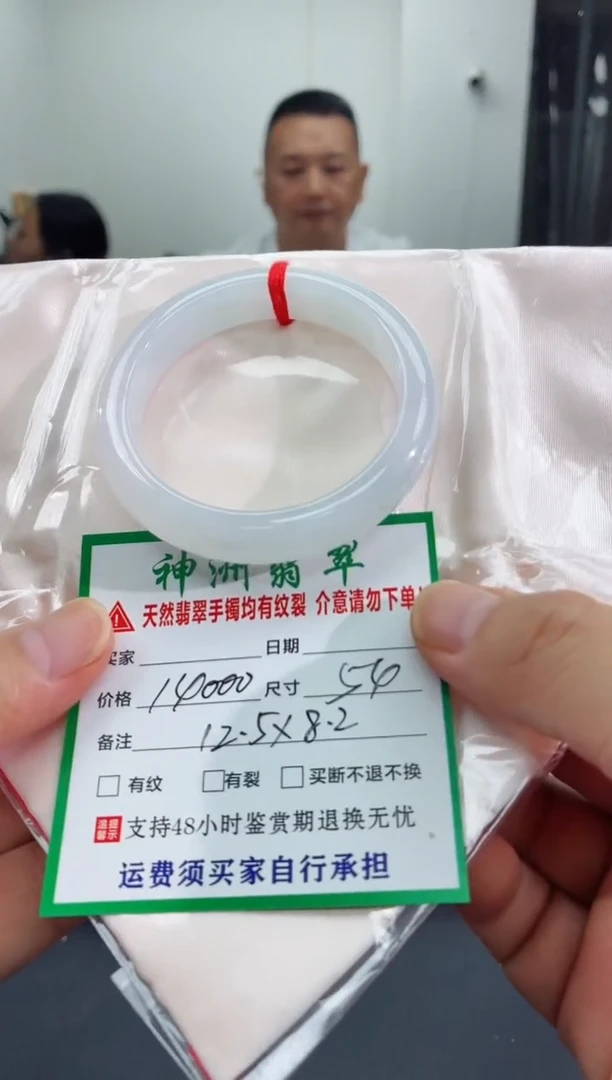 神洲翡翠
天然翡翠手镯均有纹裂 介意请勿下单
买家 日期
价格 14000 尺寸 54
备注 12.5X8.2
有纹 有裂 买断不退不换
温提警示 支持48小时鉴赏期退换无忧
运费须买家自行承担